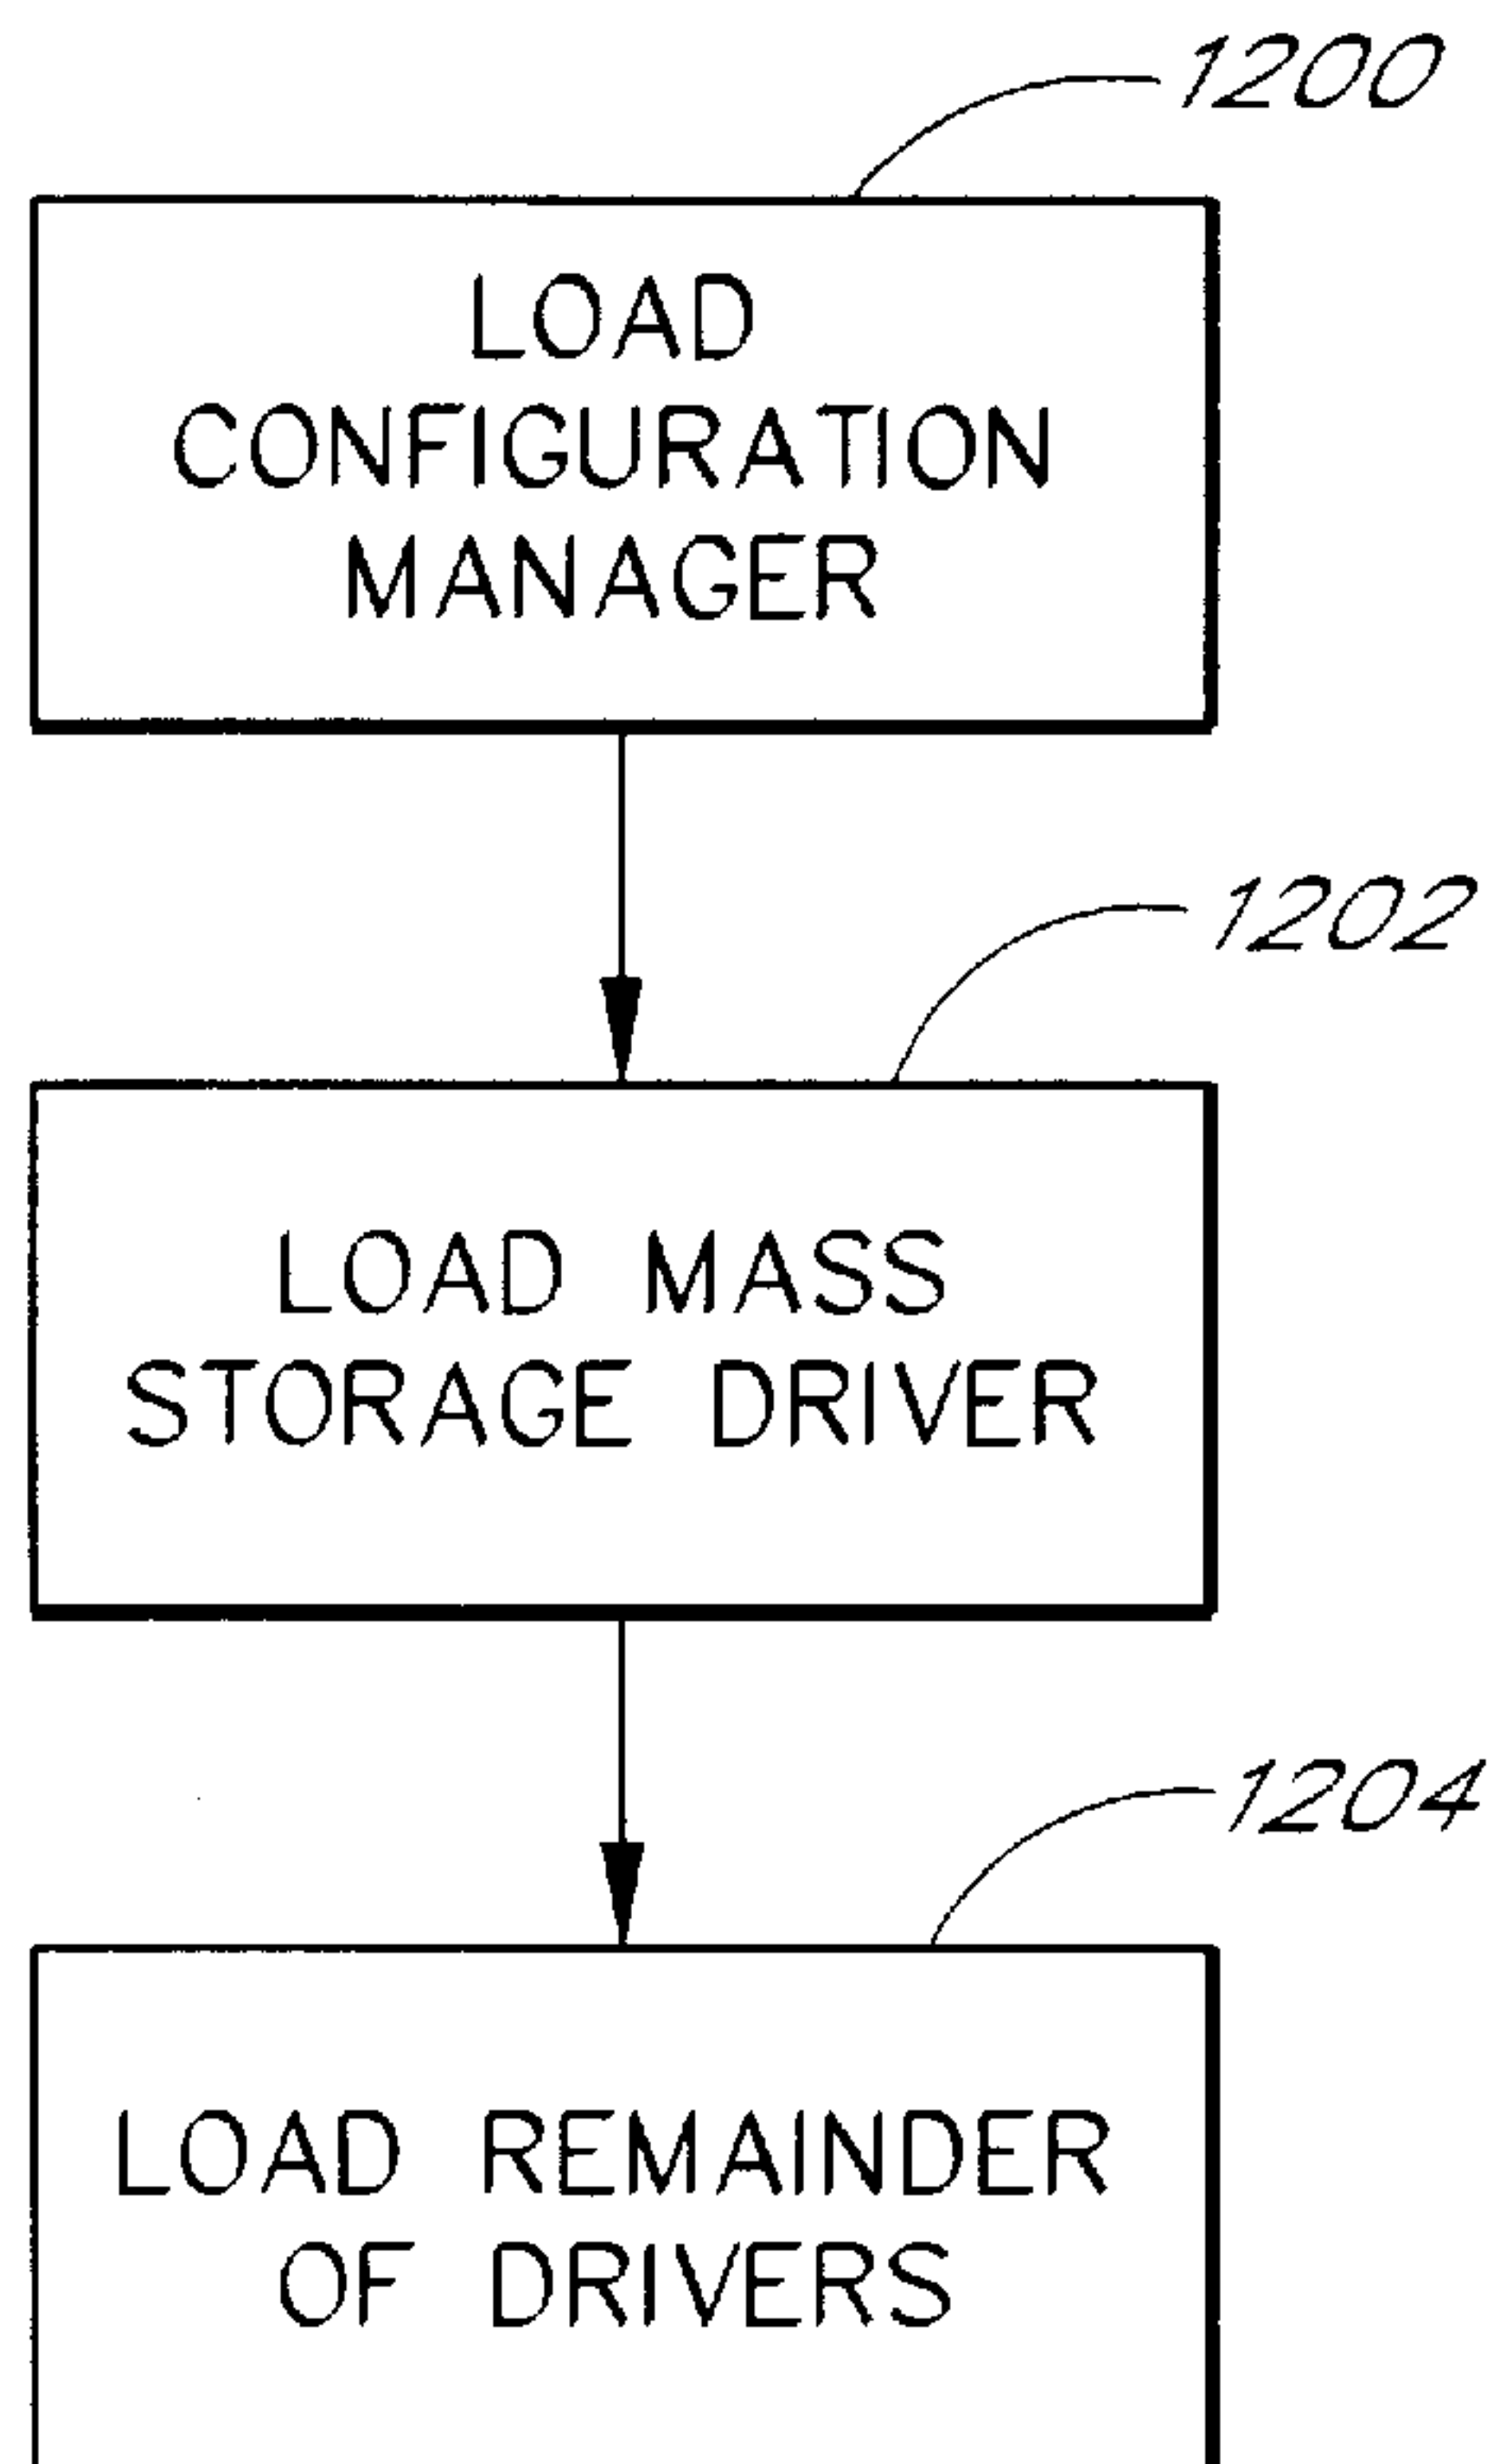 1200
LOAD
CONFIGURATION
MANAGER
1202
LOAD MASS
STORAGE DRIVER
1204
LOAD REMAINDER
OF DRIVERS